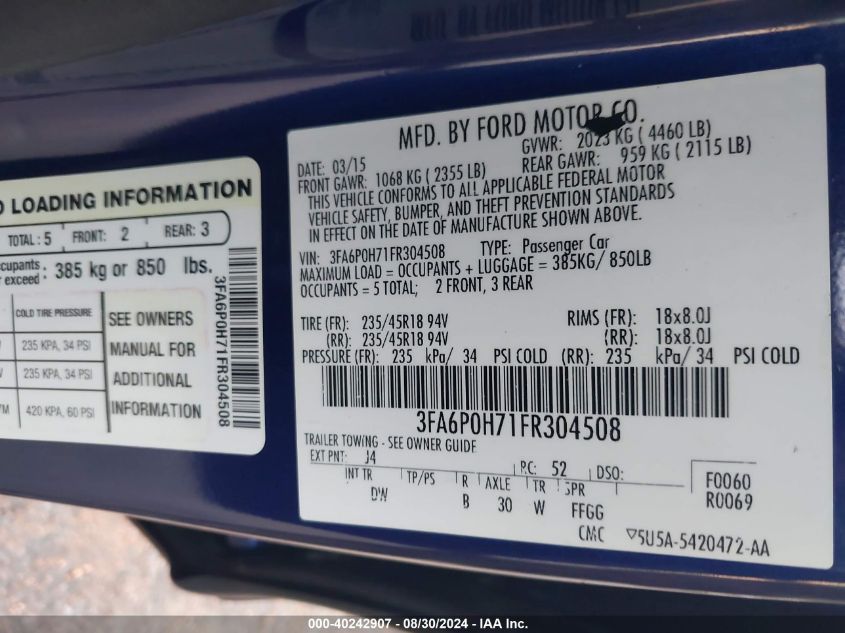 D LOADING INFORMATION
TOTAL: 5 FRONT: 2 REAR: 3
cupants
exceed: 385 kg or 850 lbs.
COLD TIRE PRESSURE
235 KPA, 34 PSI
235 KPA, 34 PSI
420 KPA, 60 PSI
SEE OWNERS
MANUAL FOR
ADDITIONAL
INFORMATION
3FA6P0H71FR304508
MFD. BY FORD MOTOR CO.
DATE: 03/15 GVWR: 2023 KG ( 4460 LB)
FRONT GAWR: 1068 KG ( 2355 LB) REAR GAWR: 959 KG ( 2115 LB)
THIS VEHICLE CONFORMS TO ALL APPLICABLE FEDERAL MOTOR
VEHICLE SAFETY, BUMPER, AND THEFT PREVENTION STANDARDS
IN EFFECT ON THE DATE OF MANUFACTURE SHOWN ABOVE.
VIN: 3FA6P0H71FR304508 TYPE: Passenger Car
MAXIMUM LOAD = OCCUPANTS + LUGGAGE = 385KG/ 850LB
OCCUPANTS = 5 TOTAL; 2 FRONT, 3 REAR
TIRE (FR): 235/45R18 94V RIMS (FR): 18x8.0J
(RR): 235/45R18 94V (RR): 18x8.0J
PRESSURE (FR): 235 kPa/ 34 PSI COLD (RR): 235 kPa/ 34 PSI COLD
3FA6P0H71FR304508
TRAILER TOWING - SEE OWNER GUIDE
EXT PNT: J4 RC: 52 DSO: F0060
INT TR TP/PS R AXLE TR SPR R0069
DW B 30 W FFGG
CMC ▽5U5A-5420472-AA
000-40242907 - 08/30/2024 - IAA Inc.